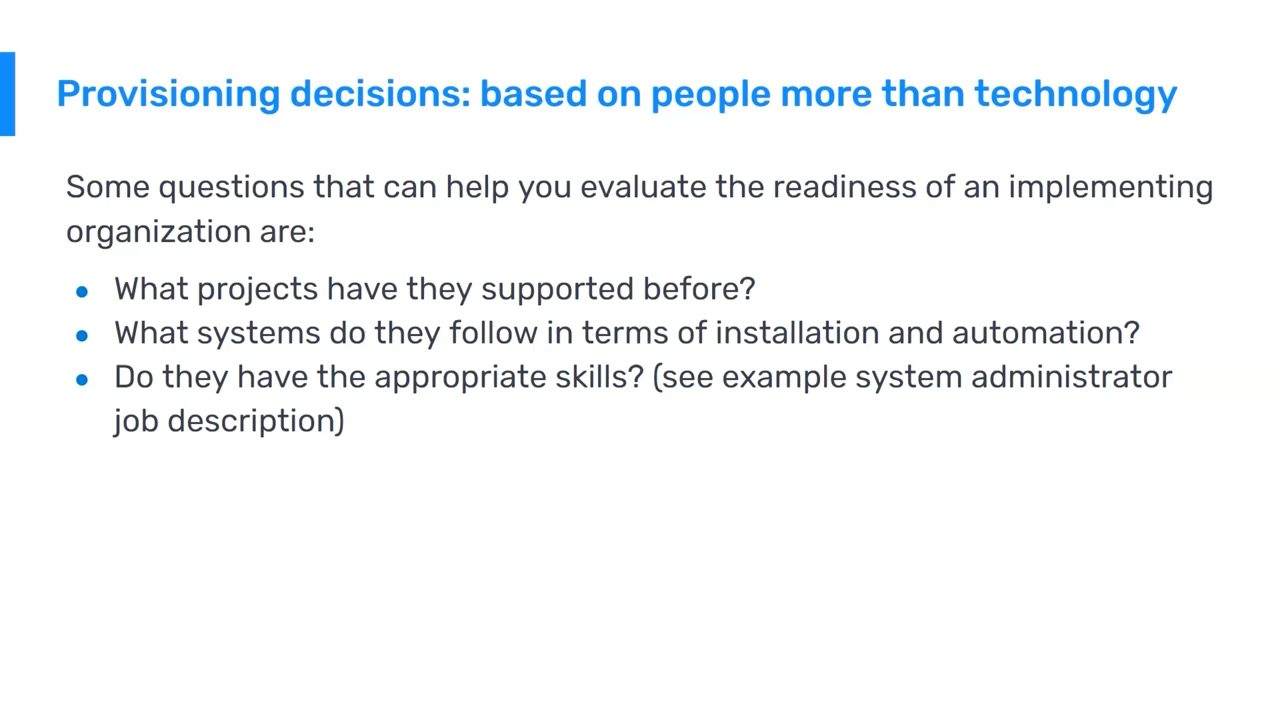 Provisioning decisions: based on people more than technology
Some questions that can help you evaluate the readiness of an implementing
organization are:
● What projects have they supported before?
● What systems do they follow in terms of installation and automation?
● Do they have the appropriate skills? (see example system administrator
job description)